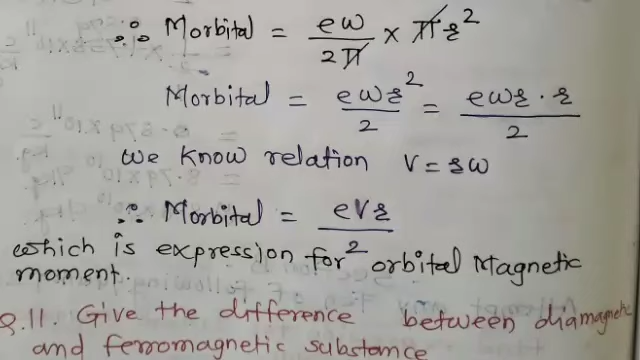 ∴ Morbital = eω/2π × πr²
Morbital = eωr²/2 = eωr·r/2
We know relation V = rω
∴ Morbital = eVr/2
which is expression for orbital Magnetic
moment.
Q.11. Give the difference between diamagnetic
and ferromagnetic substance